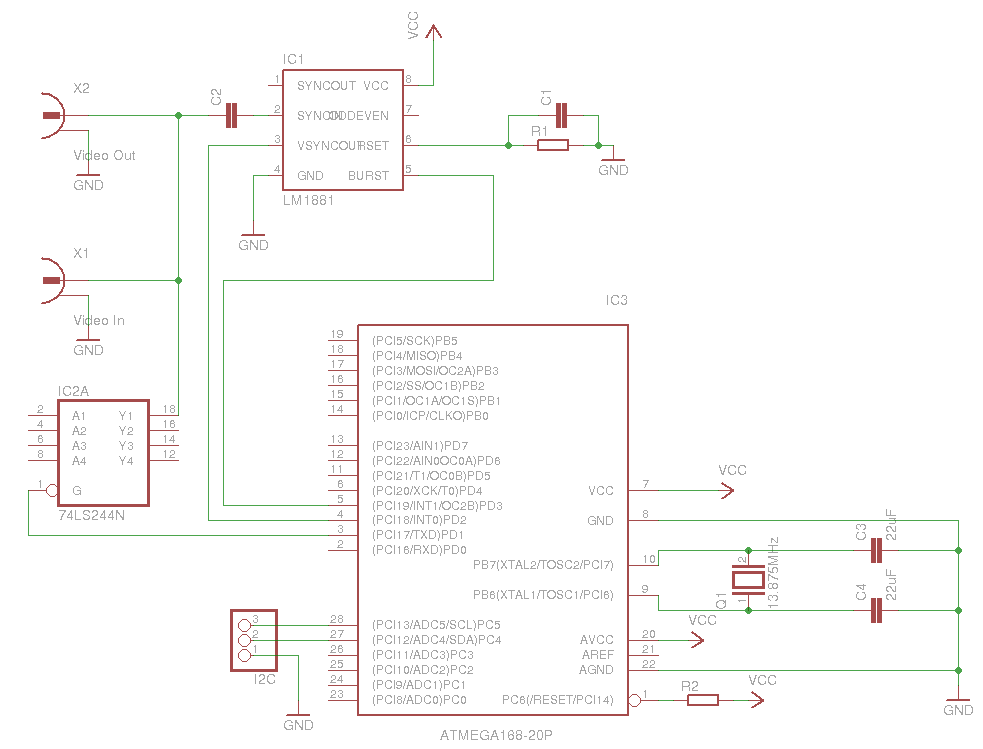 VCC
IC1
X2
C2
1 SYNCOUT VCC 8
2 SYNCIN ODDEVEN 7
3 VSYNCOUT RSET 6
4 GND BURST 5
LM1881
C1
R1
GND
Video Out
GND
GND
X1
Video In
GND
IC2A
2 A1 Y1 18
4 A2 Y2 16
6 A3 Y3 14
8 A4 Y4 12
1 G
74LS244N
IC3
19 (PCI5/SCK)PB5
18 (PCI4/MISO)PB4
17 (PCI3/MOSI/OC2A)PB3
16 (PCI2/SS/OC1B)PB2
15 (PCI1/OC1A/OC1S)PB1
14 (PCI0/ICP/CLKO)PB0
13 (PCI23/AIN1)PD7
12 (PCI22/AIN0OC0A)PD6
11 (PCI21/T1/OC0B)PD5
6 (PCI20/XCK/T0)PD4
5 (PCI19/INT1/OC2B)PD3
4 (PCI18/INT0)PD2
3 (PCI17/TXD)PD1
2 (PCI16/RXD)PD0
28 (PCI13/ADC5/SCL)PC5
27 (PCI12/ADC4/SDA)PC4
26 (PCI11/ADC3)PC3
25 (PCI10/ADC2)PC2
24 (PCI9/ADC1)PC1
23 (PCI8/ADC0)PC0
VCC 7
VCC
GND 8
PB7(XTAL2/TOSC2/PCI7) 10
PB6(XTAL1/TOSC1/PCI6) 9
AVCC 20
VCC
AREF 21
AGND 22
PC6(/RESET/PCI14) 1
R2
VCC
2
1
Q1
13.875MHz
C3
22uF
C4
22uF
GND
3
2
1
I2C
GND
ATMEGA168-20P